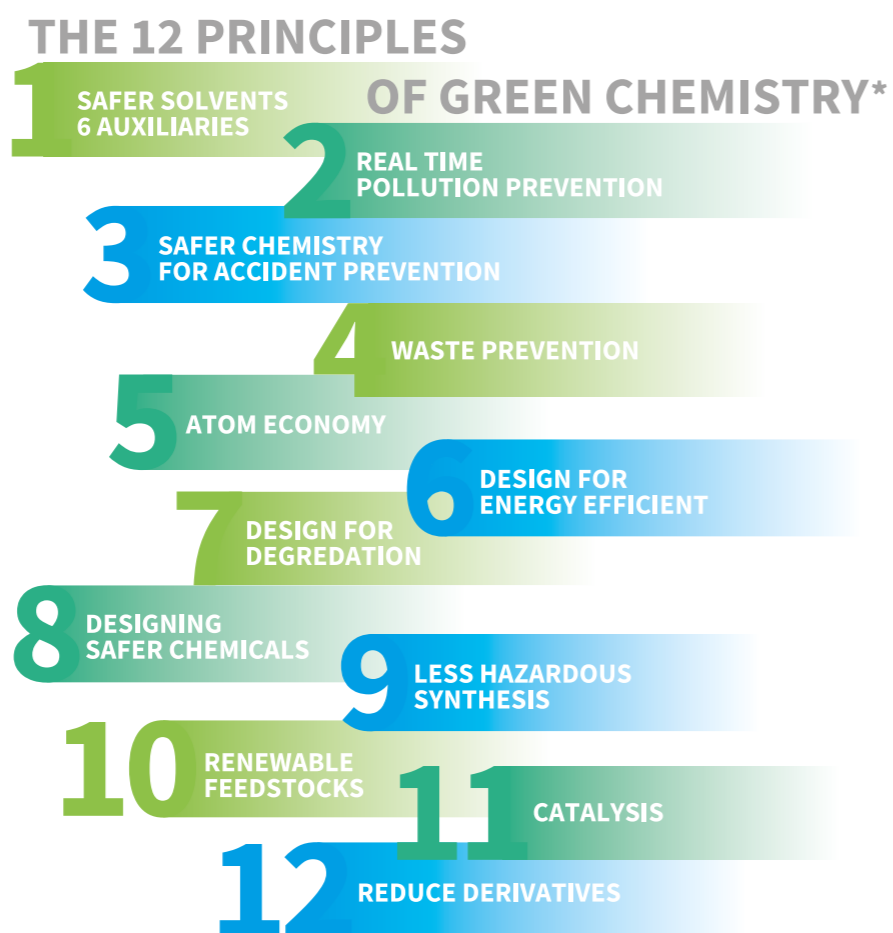 THE 12 PRINCIPLES
OF GREEN CHEMISTRY*
1
SAFER SOLVENTS
6 AUXILIARIES
2
REAL TIME
POLLUTION PREVENTION
3
SAFER CHEMISTRY
FOR ACCIDENT PREVENTION
4
WASTE PREVENTION
5
ATOM ECONOMY
6
DESIGN FOR
ENERGY EFFICIENT
7
DESIGN FOR
DEGREDATION
8
DESIGNING
SAFER CHEMICALS
9
LESS HAZARDOUS
SYNTHESIS
10
RENEWABLE
FEEDSTOCKS
11
CATALYSIS
12
REDUCE DERIVATIVES